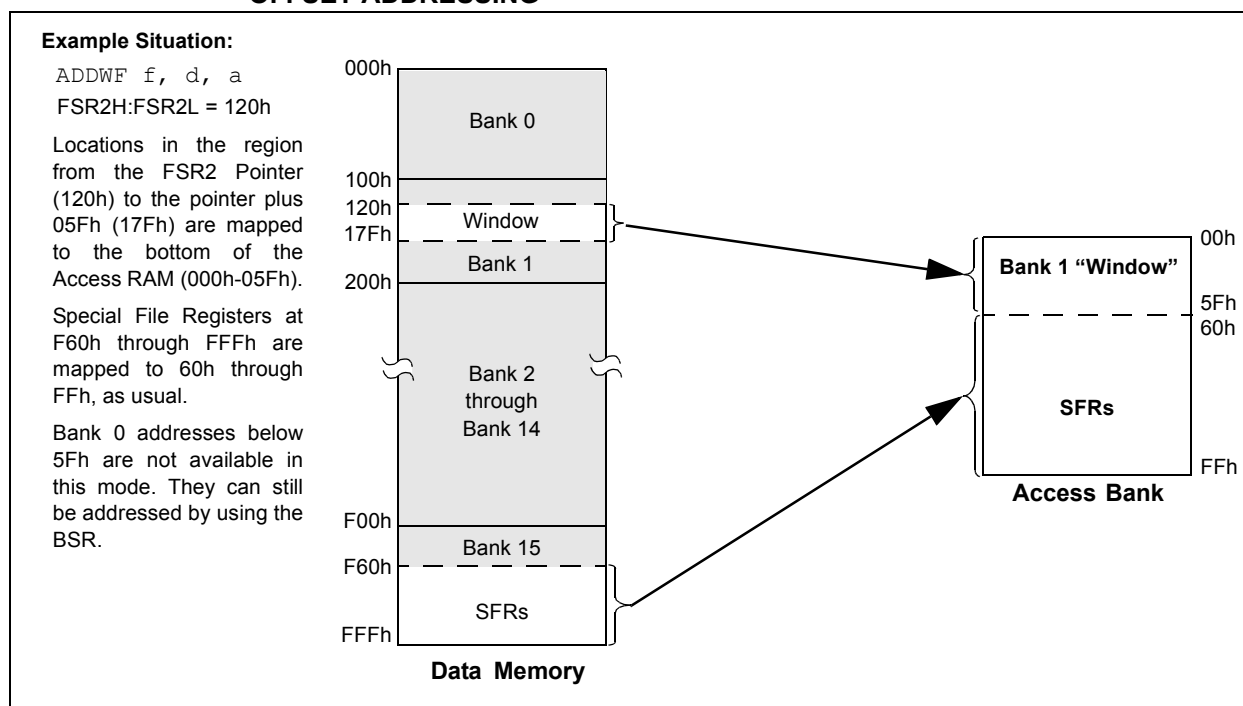 OFFSET ADDRESSING
Example Situation:
ADDWF f, d, a
FSR2H:FSR2L = 120h
Locations in the region
from the FSR2 Pointer
(120h) to the pointer plus
05Fh (17Fh) are mapped
to the bottom of the
Access RAM (000h-05Fh).
Special File Registers at
F60h through FFFh are
mapped to 60h through
FFh, as usual.
Bank 0 addresses below
5Fh are not available in
this mode. They can still
be addressed by using the
BSR.
000h
Bank 0
100h
120h
Window
17Fh
Bank 1
200h
Bank 2
through
Bank 14
F00h
Bank 15
F60h
SFRs
FFFh
Data Memory
00h
Bank 1 “Window”
5Fh
60h
SFRs
FFh
Access Bank